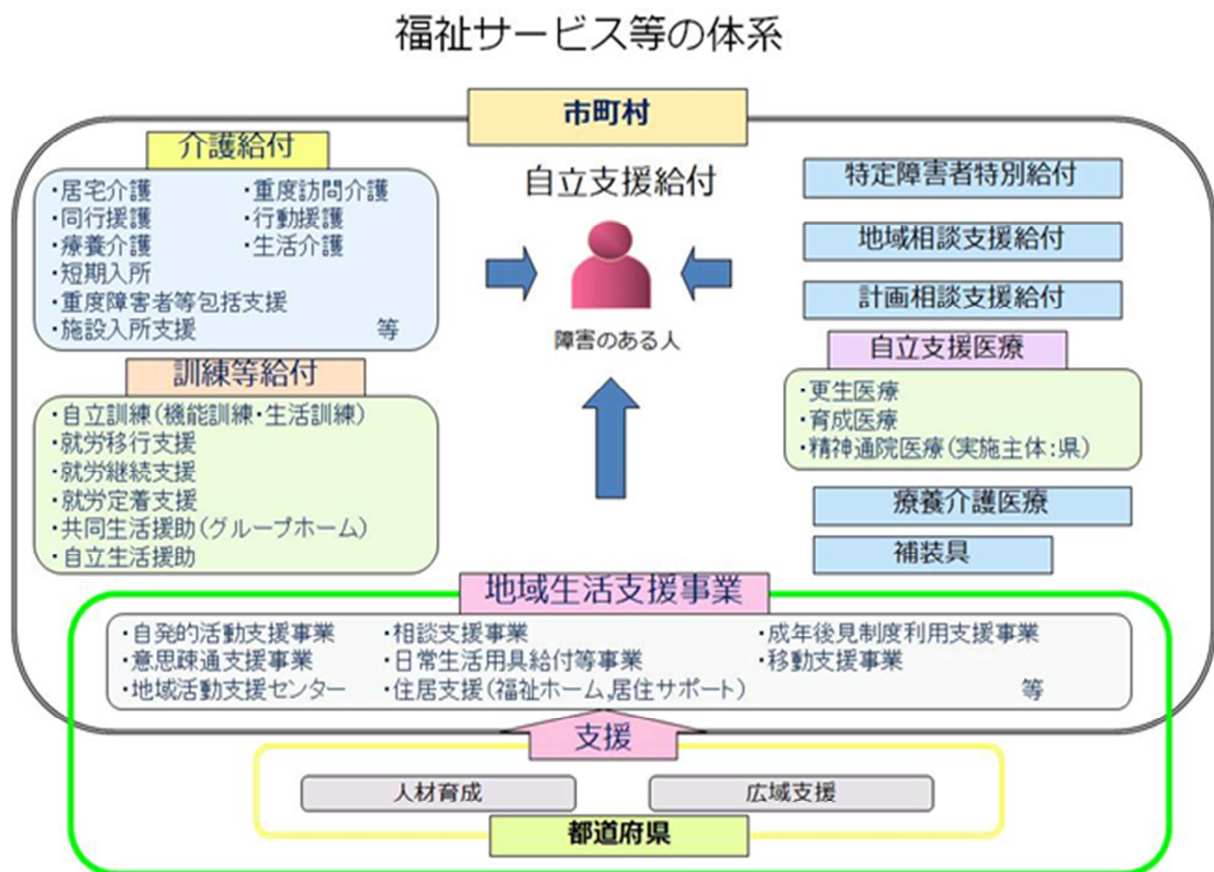 福祉サービス等の体系
市町村
介護給付
・居宅介護 ・重度訪問介護
・同行援護 ・行動援護
・療養介護 ・生活介護
・短期入所
・重度障害者等包括支援
・施設入所支援 等
訓練等給付
・自立訓練(機能訓練・生活訓練)
・就労移行支援
・就労継続支援
・就労定着支援
・共同生活援助(グループホーム)
・自立生活援助
自立支援給付
障害のある人
特定障害者特別給付
地域相談支援給付
計画相談支援給付
自立支援医療
・更生医療
・育成医療
・精神通院医療(実施主体:県)
療養介護医療
補装具
地域生活支援事業
・自発的活動支援事業 ・相談支援事業 ・成年後見制度利用支援事業
・意思疎通支援事業 ・日常生活用具給付等事業 ・移動支援事業
・地域活動支援センター ・住居支援(福祉ホーム,居住サポート) 等
支援
人材育成 広域支援
都道府県